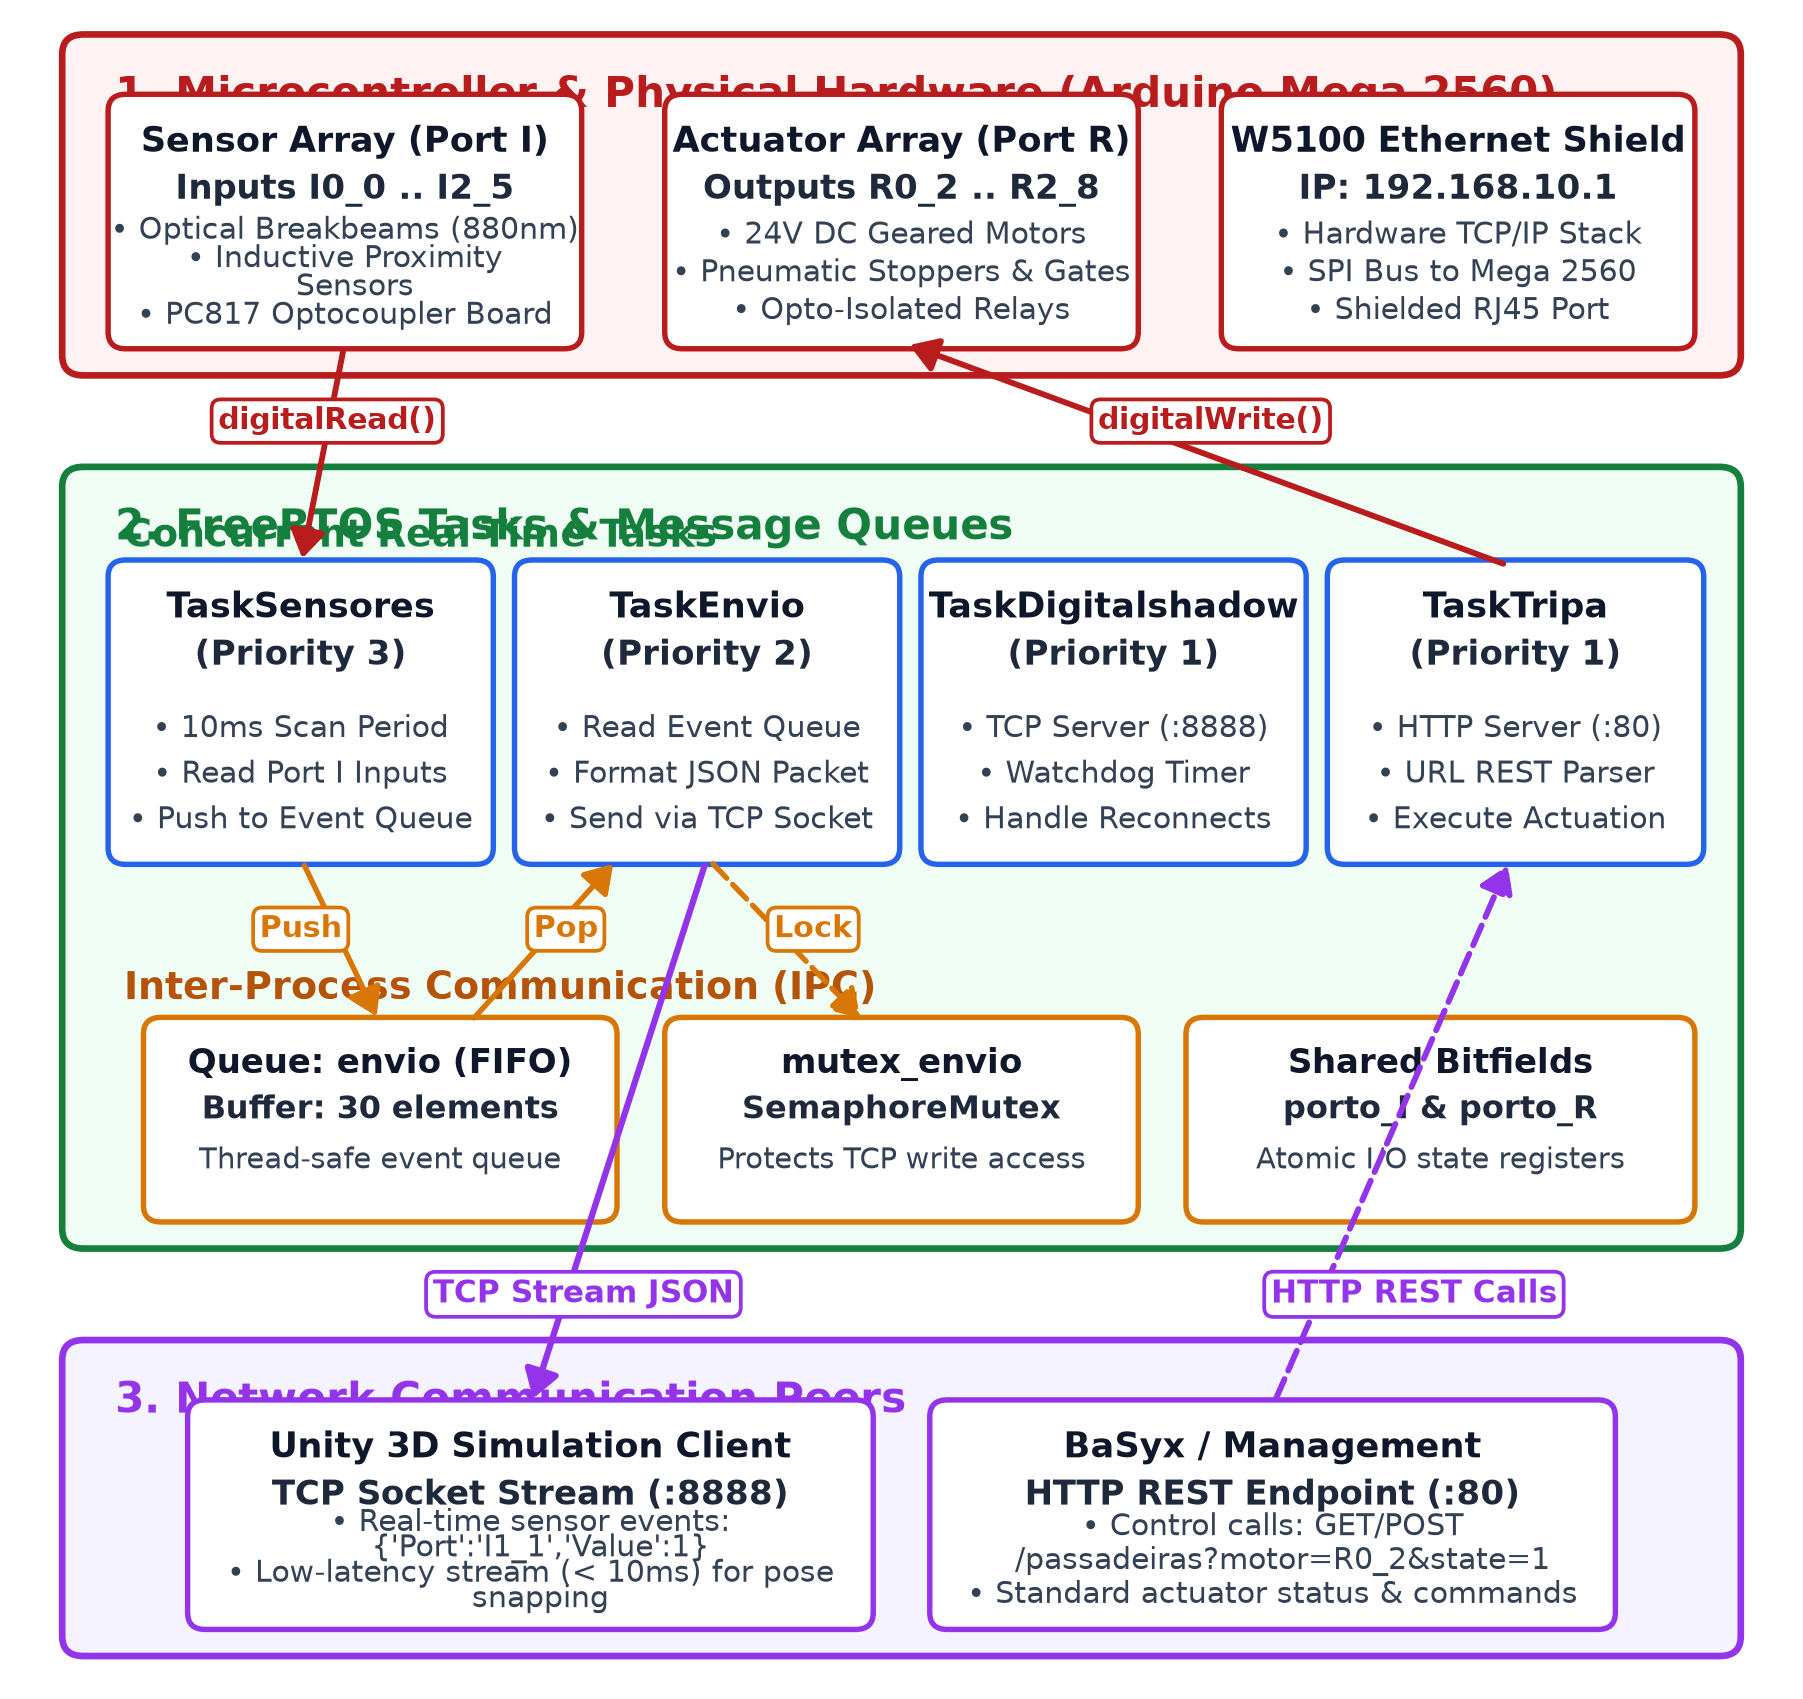 1. Microcontroller & Physical Hardware (Arduino Mega 2560)
Sensor Array (Port I)
Inputs I0_0 .. I2_5
• Optical Breakbeams (880nm)
• Inductive Proximity
Sensors
• PC817 Optocoupler Board
Actuator Array (Port R)
Outputs R0_2 .. R2_8
• 24V DC Geared Motors
• Pneumatic Stoppers & Gates
• Opto-Isolated Relays
W5100 Ethernet Shield
IP: 192.168.10.1
• Hardware TCP/IP Stack
• SPI Bus to Mega 2560
• Shielded RJ45 Port
digitalRead()
digitalWrite()
2. FreeRTOS Tasks & Message Queues
Concurrent Real-Time Tasks
TaskSensores
(Priority 3)
• 10ms Scan Period
• Read Port I Inputs
• Push to Event Queue
TaskEnvio
(Priority 2)
• Read Event Queue
• Format JSON Packet
• Send via TCP Socket
TaskDigitalshadow
(Priority 1)
• TCP Server (:8888)
• Watchdog Timer
• Handle Reconnects
TaskTripa
(Priority 1)
• HTTP Server (:80)
• URL REST Parser
• Execute Actuation
Push
Pop
Lock
Inter-Process Communication (IPC)
Queue: envio (FIFO)
Buffer: 30 elements
Thread-safe event queue
mutex_envio
SemaphoreMutex
Protects TCP write access
Shared Bitfields
porto_I & porto_R
Atomic I/O state registers
TCP Stream JSON
HTTP REST Calls
3. Network Communication Peers
Unity 3D Simulation Client
TCP Socket Stream (:8888)
• Real-time sensor events:
{'Port':'I1_1','Value':1}
• Low-latency stream (< 10ms) for pose
snapping
BaSyx / Management
HTTP REST Endpoint (:80)
• Control calls: GET/POST
/passadeiras?motor=R0_2&state=1
• Standard actuator status & commands